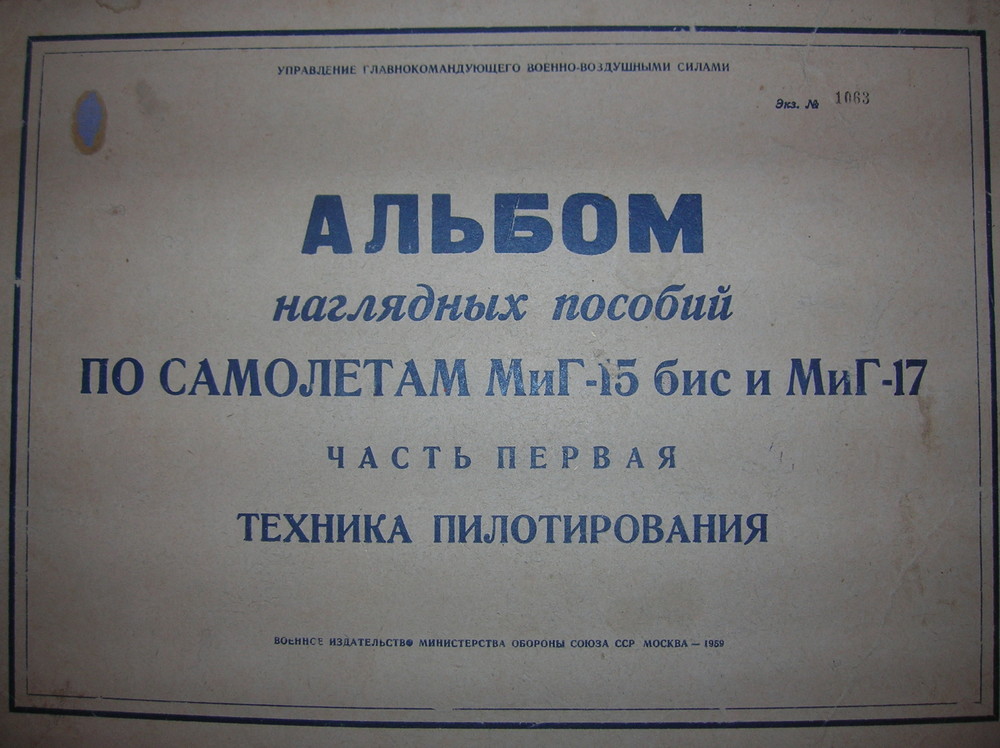 УПРАВЛЕНИЕ ГЛАВНОКОМАНДУЮЩЕГО ВОЕННО-ВОЗДУШНЫМИ СИЛАМИ
Экз. № 1063
АЛЬБОМ
наглядных пособий
ПО САМОЛЕТАМ МиГ-15 бис и МиГ-17
ЧАСТЬ ПЕРВАЯ
ТЕХНИКА ПИЛОТИРОВАНИЯ
ВОЕННОЕ ИЗДАТЕЛЬСТВО МИНИСТЕРСТВА ОБОРОНЫ СОЮЗА ССР МОСКВА — 1959